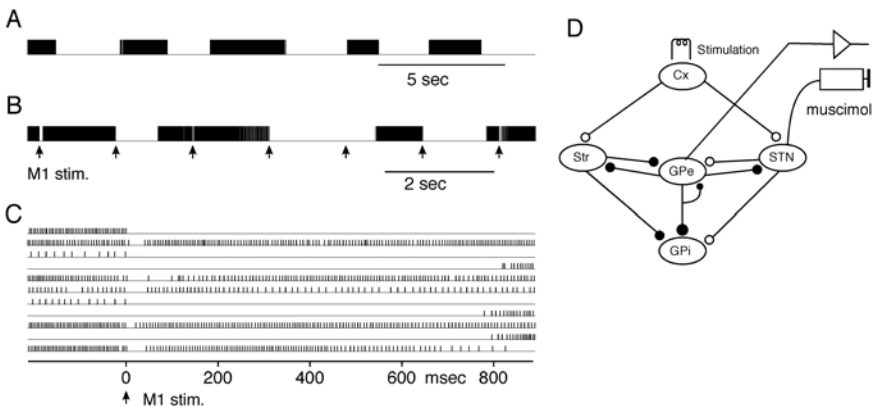 A
5 sec
B
M1 stim.
2 sec
C
0 200 400 600 msec 800
M1 stim.
D
Stimulation
Cx
muscimol
Str
GPe
STN
GPi